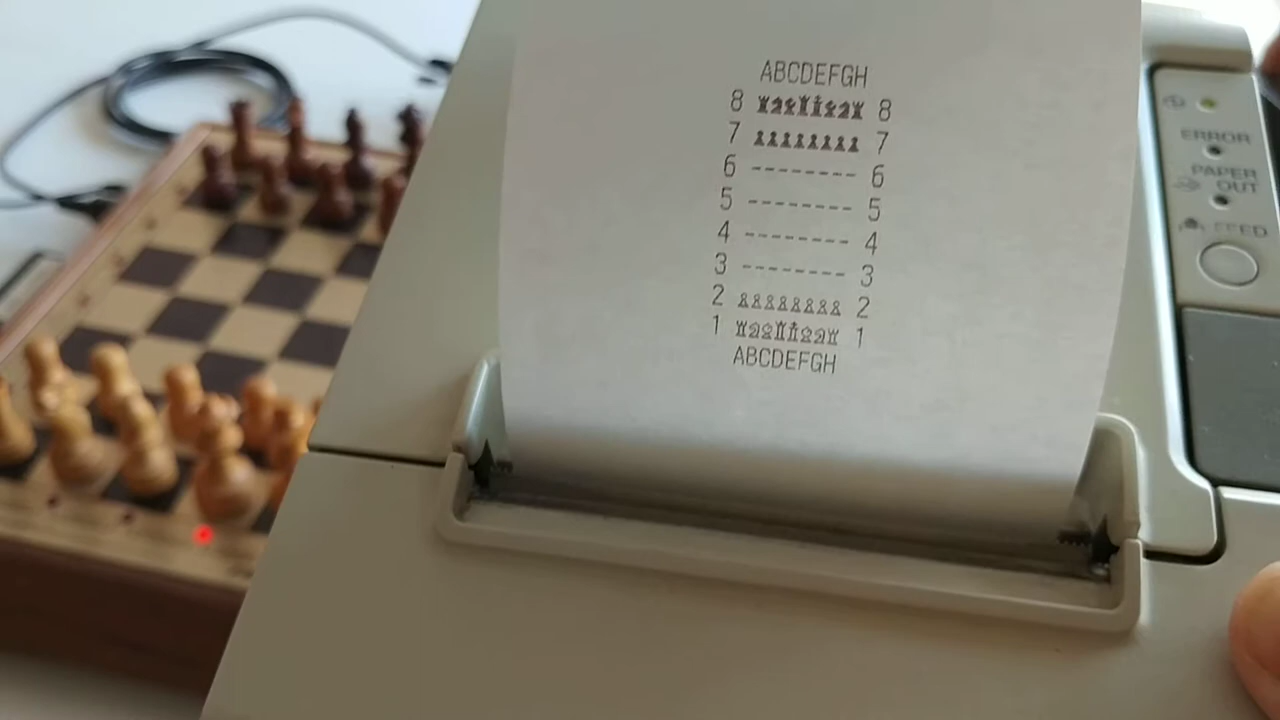 ABCDEFGH
8 ♜♞♝♜♚♝♞♜ 8
7 ♟♟♟♟♟♟♟♟ 7
6 -------- 6
5 -------- 5
4 -------- 4
3 -------- 3
2 ♙♙♙♙♙♙♙♙ 2
1 ♖♘♗♖♔♗♘♖ 1
ABCDEFGH
ERROR
PAPER
OUT
FEED